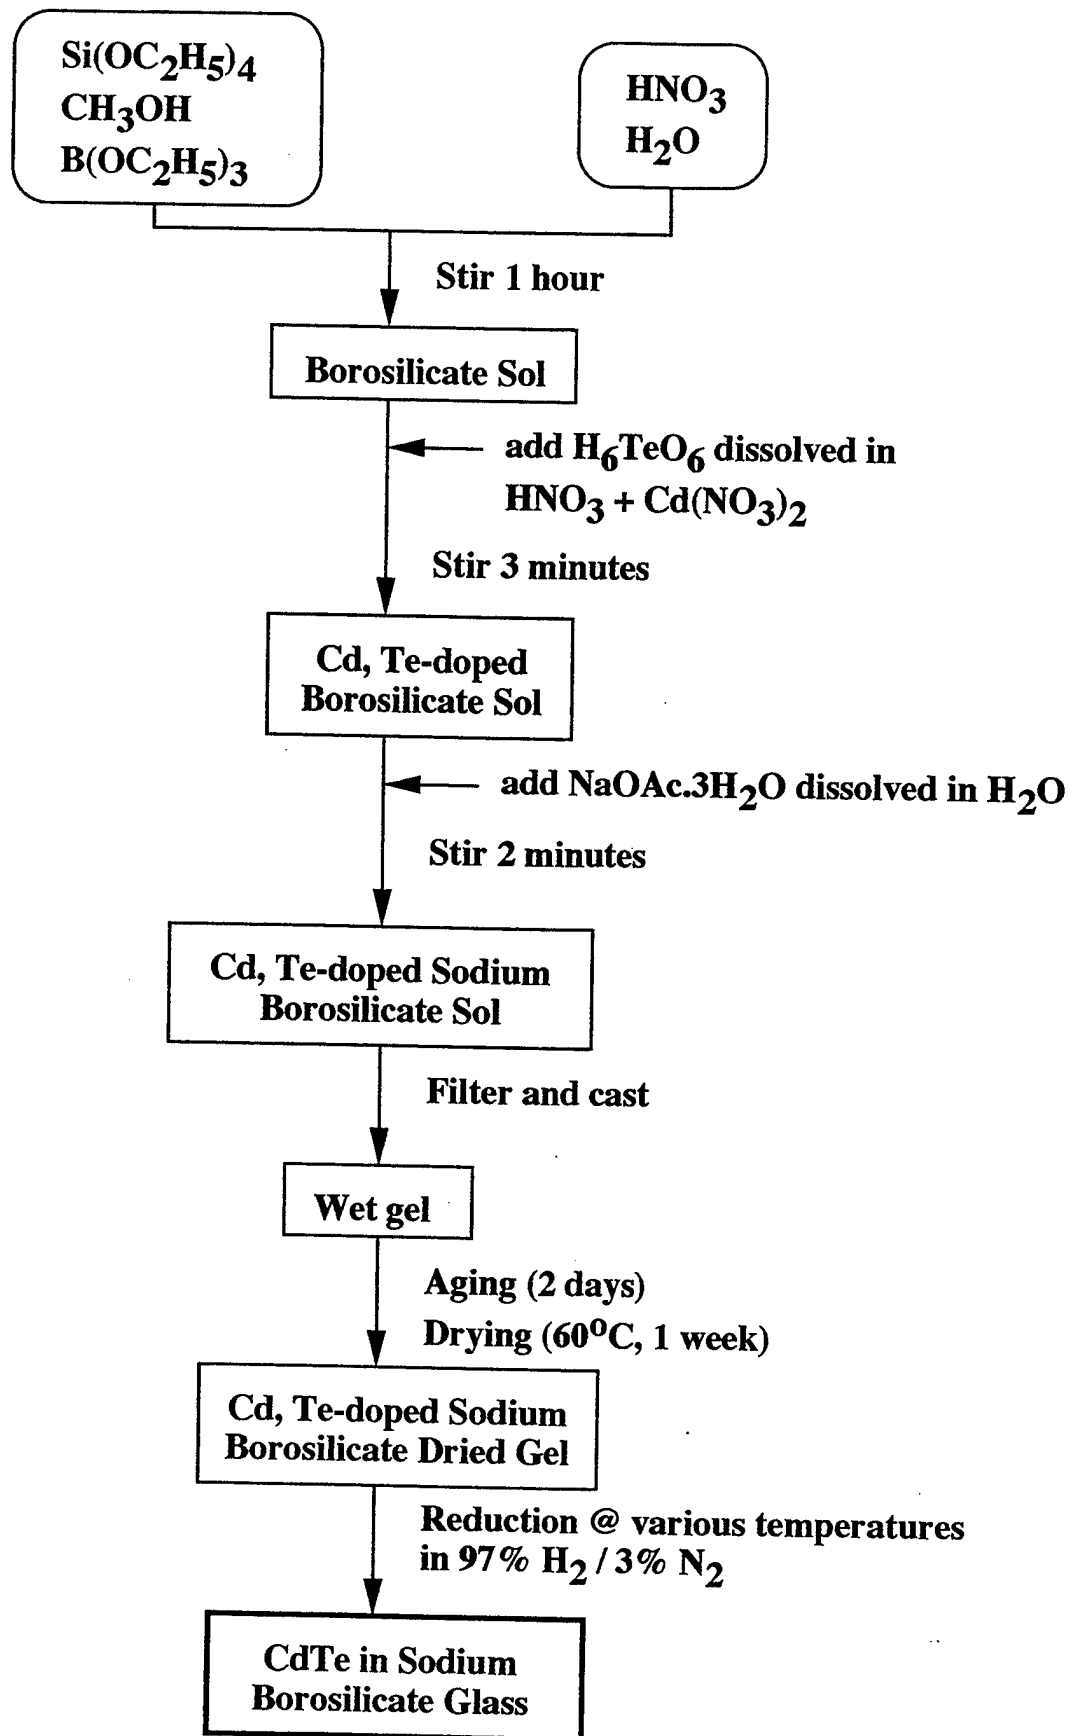 Si(OC2H5)4
CH3OH
B(OC2H5)3
HNO3
H2O
Stir 1 hour
Borosilicate Sol
add H6TeO6 dissolved in
HNO3 + Cd(NO3)2
Stir 3 minutes
Cd, Te-doped
Borosilicate Sol
add NaOAc.3H2O dissolved in H2O
Stir 2 minutes
Cd, Te-doped Sodium
Borosilicate Sol
Filter and cast
Wet gel
Aging (2 days)
Drying (60ºC, 1 week)
Cd, Te-doped Sodium
Borosilicate Dried Gel
Reduction @ various temperatures
in 97% H2 / 3% N2
CdTe in Sodium
Borosilicate Glass